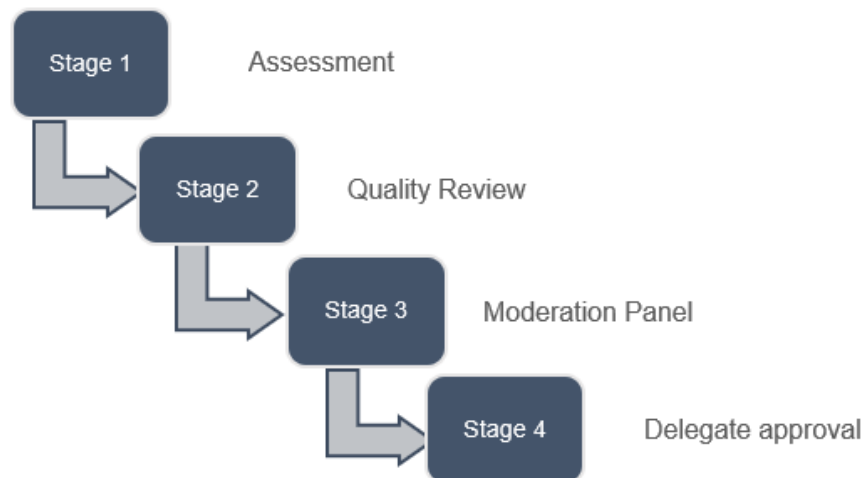 Stage 1
Assessment
Stage 2
Quality Review
Stage 3
Moderation Panel
Stage 4
Delegate approval